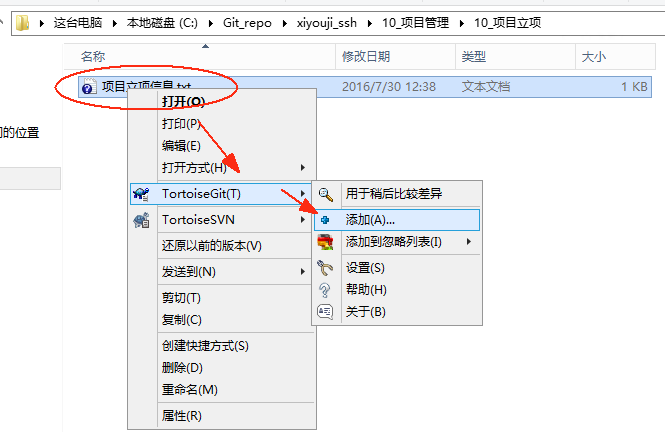 这台电脑 ▸ 本地磁盘 (C:) ▸ Git_repo ▸ xiyouji_ssh ▸ 10_项目管理 ▸ 10_项目立项
名称 修改日期 类型 大小
项目立项信息.txt 2016/7/30 12:38 文本文档 1 KB
打开(O)
打印(P)
的位置
编辑(E)
打开方式(H)
TortoiseGit(T) 用于稍后比较差异
TortoiseSVN 添加(A)...
还原以前的版本(V) 添加到忽略列表(I)
发送到(N) 设置(S)
剪切(T) 帮助(H)
复制(C) 关于(B)
创建快捷方式(S)
删除(D)
重命名(M)
属性(R)